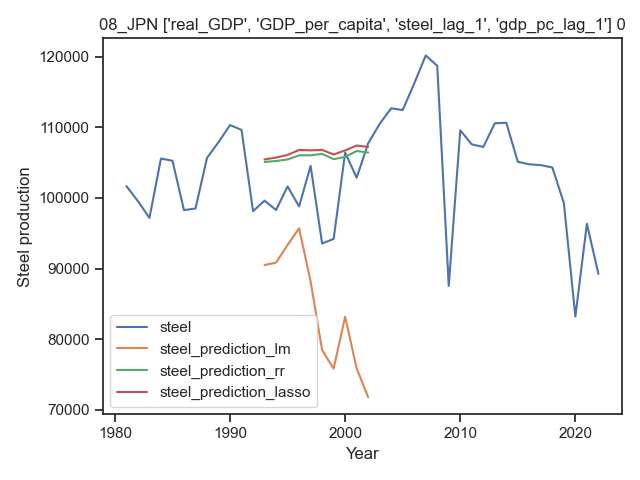 08_JPN ['real_GDP', 'GDP_per_capita', 'steel_lag_1', 'gdp_pc_lag_1'] 0
120000
110000
100000
90000
80000
70000
Steel production
steel
steel_prediction_lm
steel_prediction_rr
steel_prediction_lasso
1980
1990
2000
2010
2020
Year